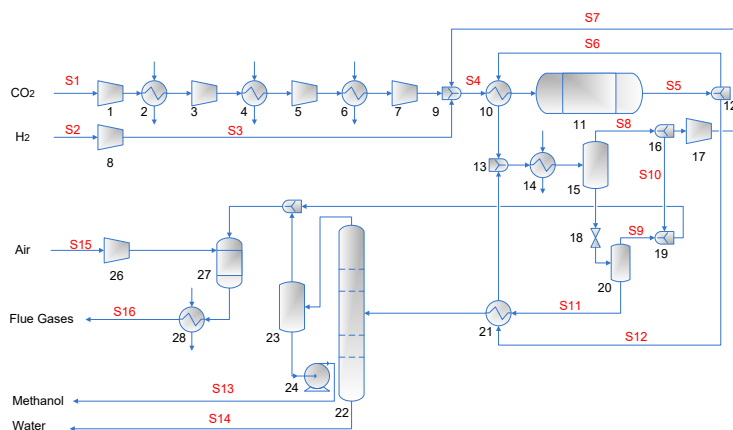 S7
S6
CO2
S1
S4
S5
1
2
3
4
5
6
7
9
10
11
12
H2
S2
S3
8
S8
16
17
13
14
15
S10
18
S9
19
20
Air
S15
26
27
S11
Flue Gases
S16
28
23
21
S12
24
Methanol
S13
22
Water
S14